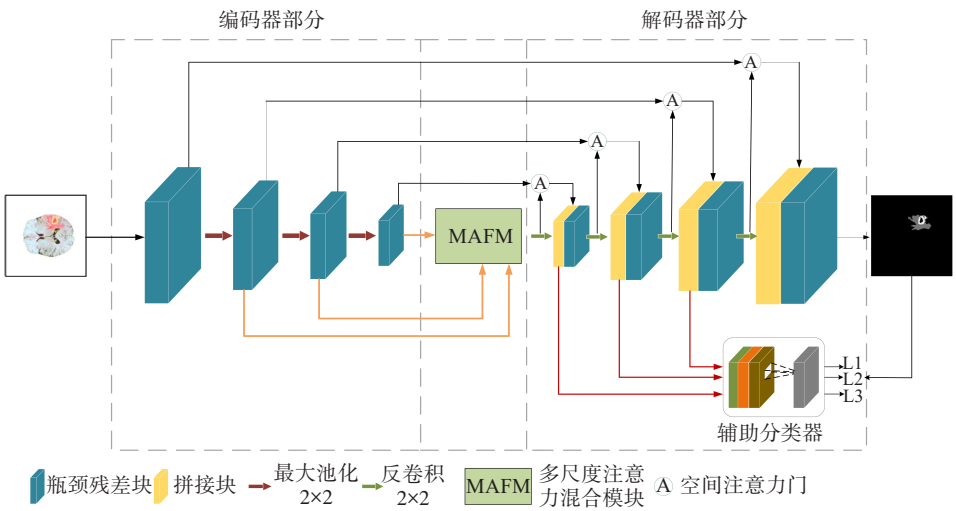 编码器部分
解码器部分
A
A
A
A
MAFM
L1
L2
L3
辅助分类器
瓶颈残差块
拼接块
最大池化
2×2
反卷积
2×2
MAFM
多尺度注意
力混合模块
A
空间注意力门